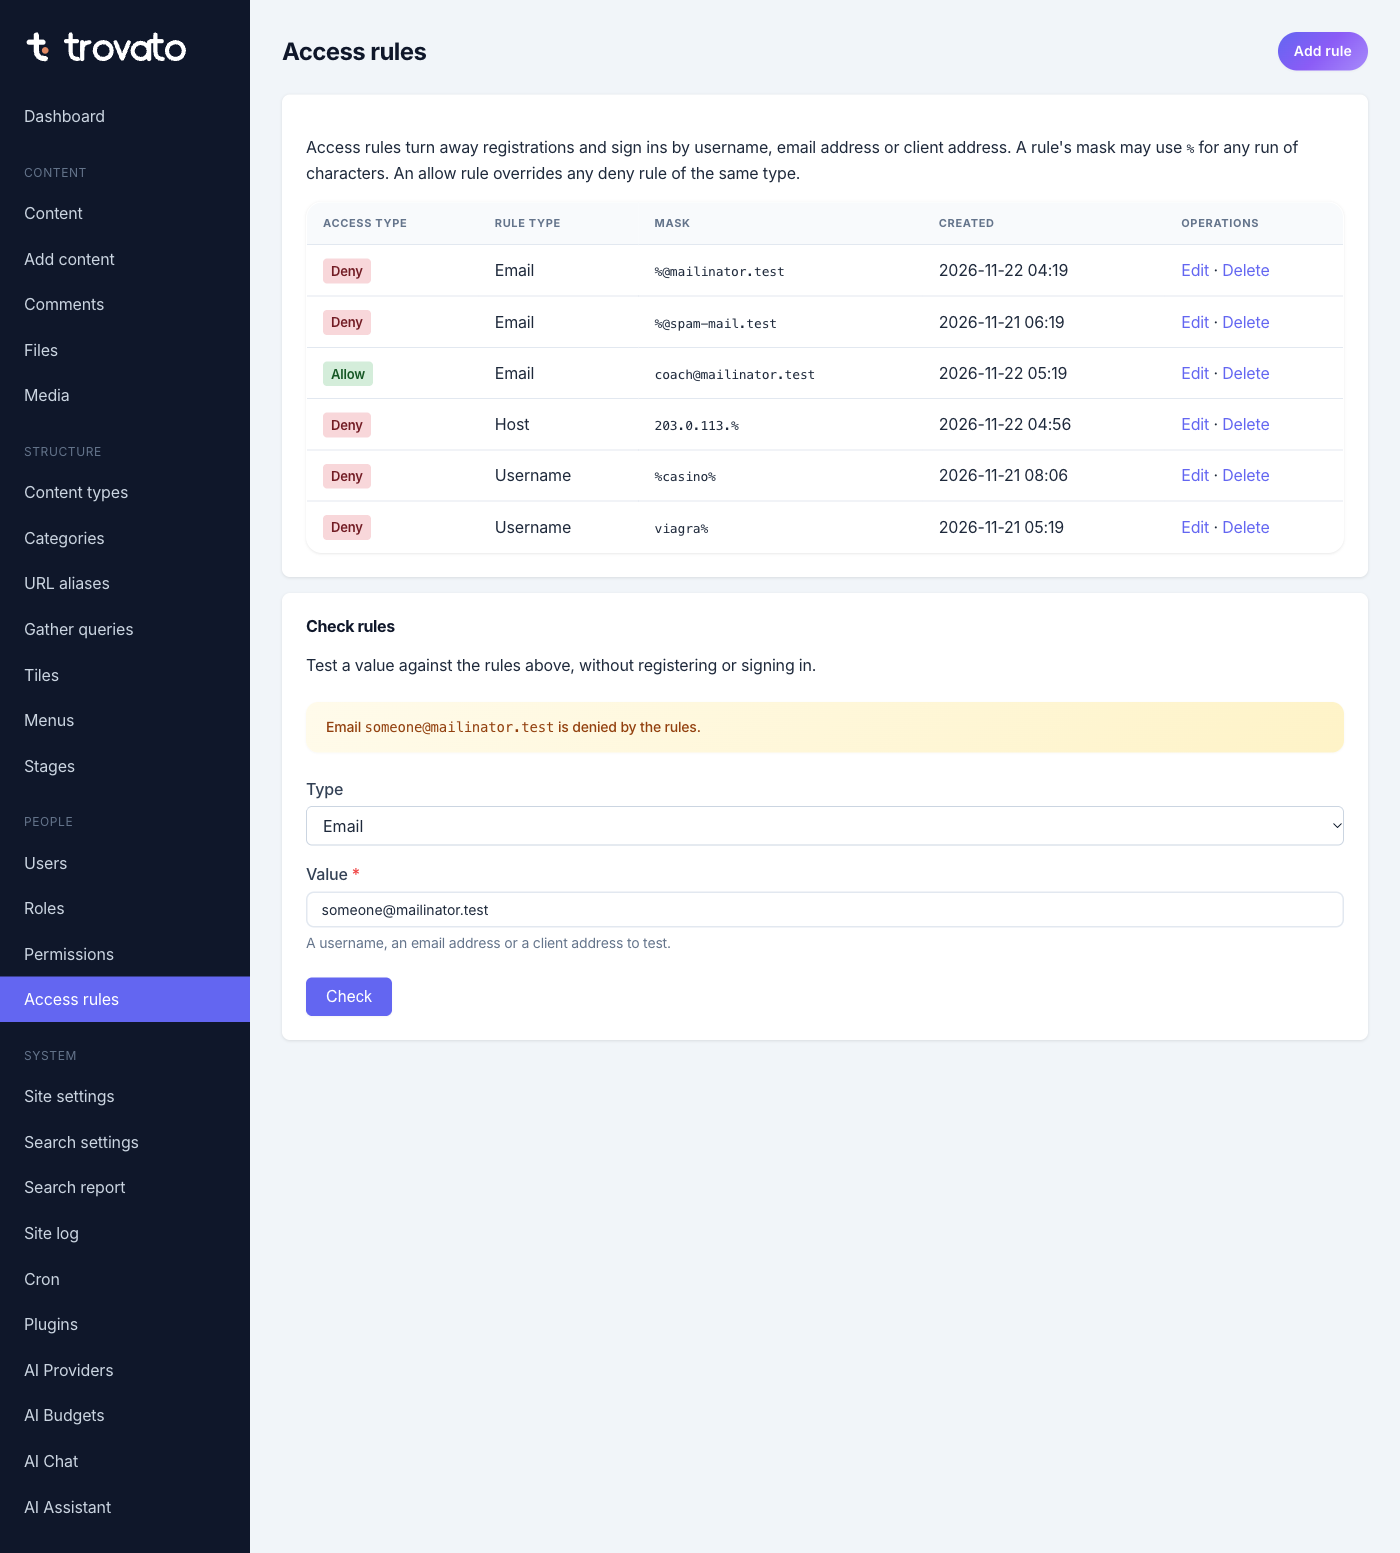 trovato
Dashboard
CONTENT
Content
Add content
Comments
Files
Media
STRUCTURE
Content types
Categories
URL aliases
Gather queries
Tiles
Menus
Stages
PEOPLE
Users
Roles
Permissions
Access rules
SYSTEM
Site settings
Search settings
Search report
Site log
Cron
Plugins
AI Providers
AI Budgets
AI Chat
AI Assistant
Access rules
Add rule
Access rules turn away registrations and sign ins by username, email address or client address. A rule's mask may use % for any run of
characters. An allow rule overrides any deny rule of the same type.
ACCESS TYPE RULE TYPE MASK CREATED OPERATIONS
Deny Email %@mailinator.test 2026-11-22 04:19 Edit · Delete
Deny Email %@spam-mail.test 2026-11-21 06:19 Edit · Delete
Allow Email coach@mailinator.test 2026-11-22 05:19 Edit · Delete
Deny Host 203.0.113.% 2026-11-22 04:56 Edit · Delete
Deny Username %casino% 2026-11-21 08:06 Edit · Delete
Deny Username viagra% 2026-11-21 05:19 Edit · Delete
Check rules
Test a value against the rules above, without registering or signing in.
Email someone@mailinator.test is denied by the rules.
Type
Email
Value *
someone@mailinator.test
A username, an email address or a client address to test.
Check